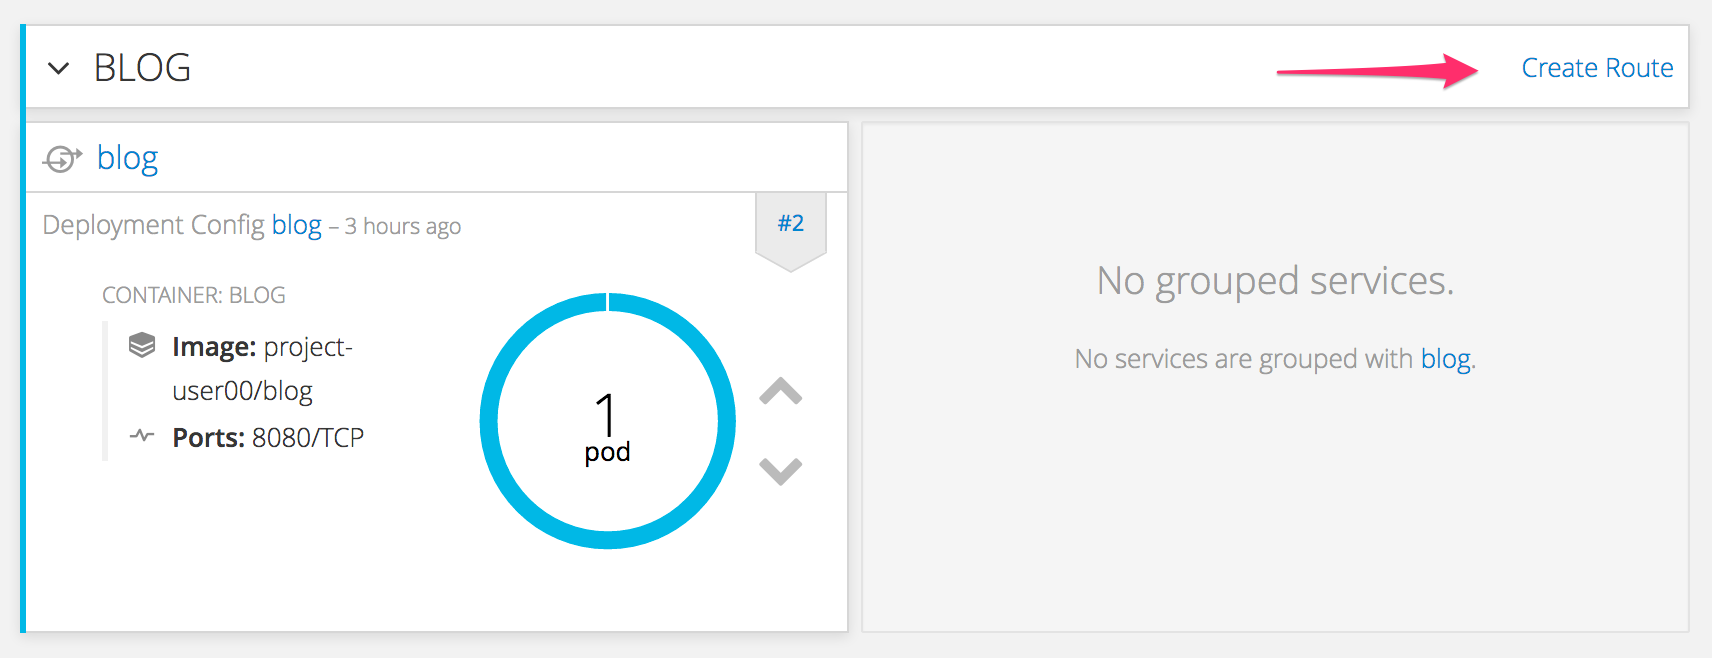 BLOG
Create Route
blog
Deployment Config blog – 3 hours ago
#2
CONTAINER: BLOG
Image: project-
user00/blog
Ports: 8080/TCP
1
pod
No grouped services.
No services are grouped with blog.